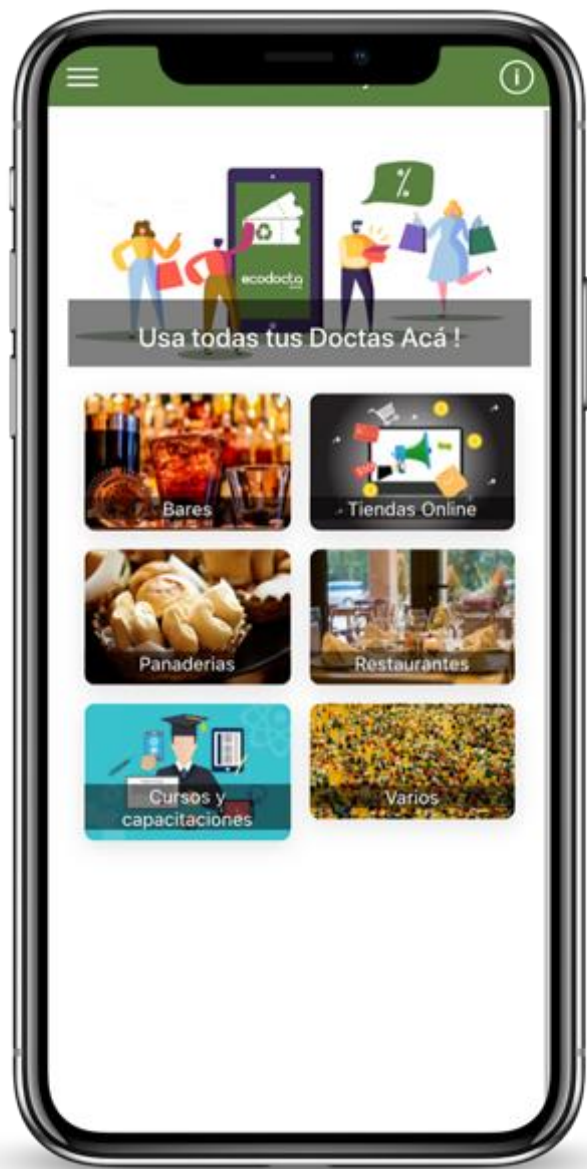 %
ecodocta
Usa todas tus Doctas Acá !
Bares
Tiendas Online
Panaderias
Restaurantes
Cursos y
capacitaciones
Varios